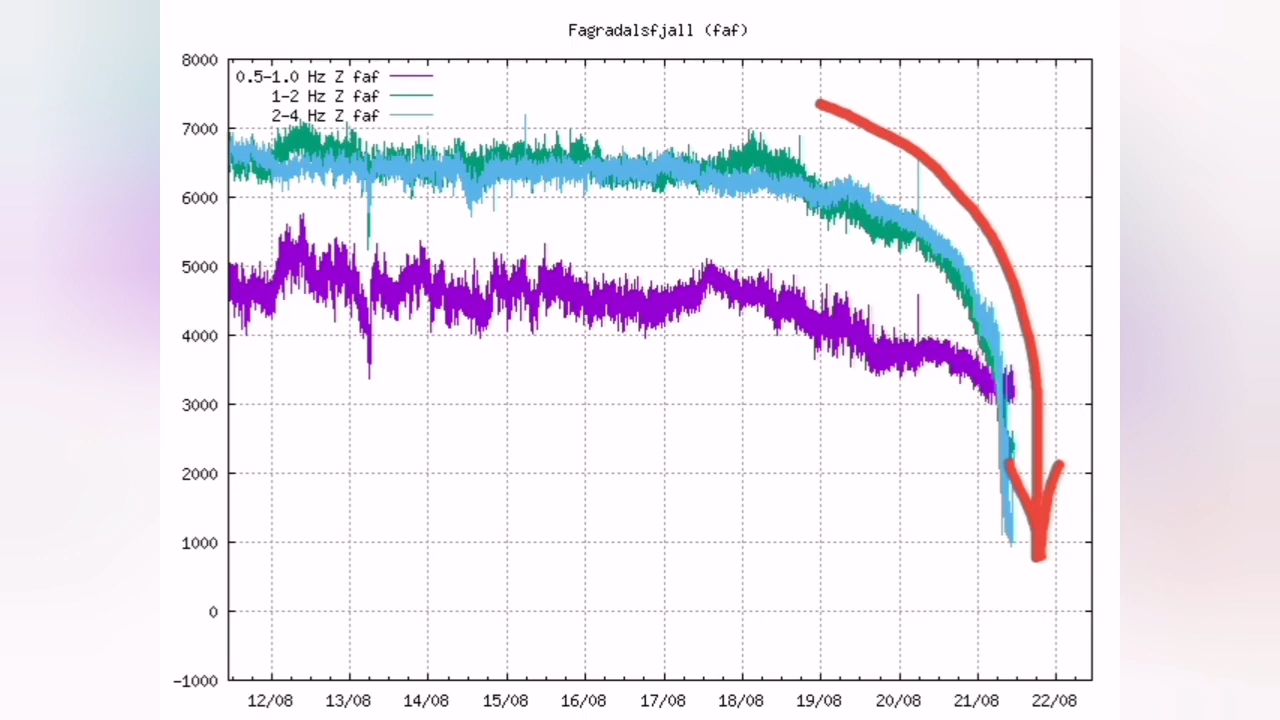 Fagradalsfjall (faf)
8000
7000
6000
5000
4000
3000
2000
1000
0
-1000
0.5-1.0 Hz Z faf
1-2 Hz Z faf
2-4 Hz Z faf
12/08 13/08 14/08 15/08 16/08 17/08 18/08 19/08 20/08 21/08 22/08